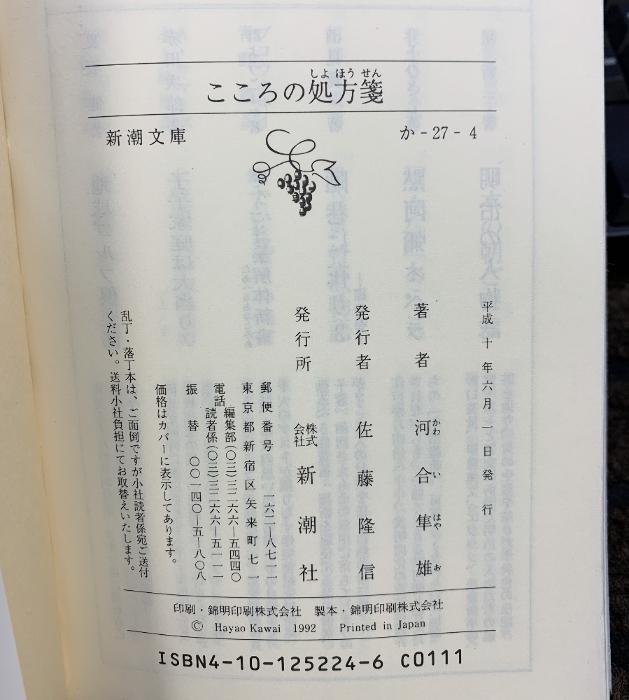 こころの処方箋
しよほうせん
新潮文庫
か-27-4
平成十年六月一日発行
著者 河合隼雄
かわいはやお
発行者 佐藤隆信
発行所 株式会社 新潮社
郵便番号 一六二―八七一一
東京都新宿区矢来町七一
電話 編集部(〇三)三二六六―五四四〇
読者係(〇三)三二六六―五一一一
振替 〇〇一四〇―五―八〇八
価格はカバーに表示してあります。
乱丁・落丁本は、ご面倒ですが小社読者係宛ご送付
ください。送料小社負担にてお取替えいたします。
印刷・錦明印刷株式会社 製本・錦明印刷株式会社
© Hayao Kawai 1992 Printed in Japan
ISBN4-10-125224-6 C0111